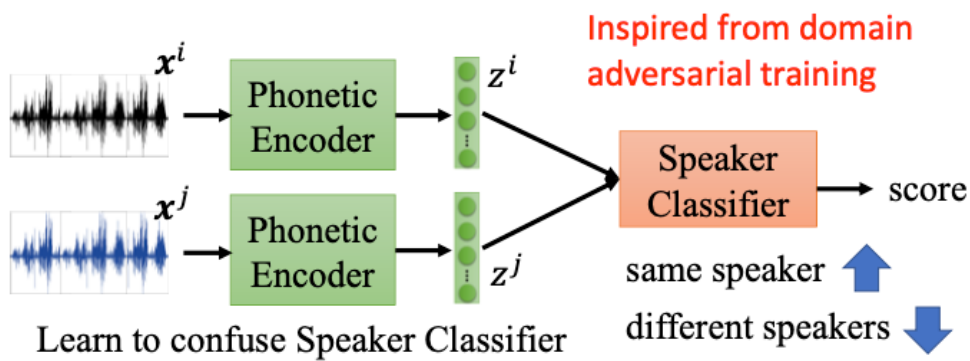 Inspired from domain
adversarial training
x^i
Phonetic
Encoder
z^i
Speaker
Classifier
score
x^j
Phonetic
Encoder
z^j
same speaker
different speakers
Learn to confuse Speaker Classifier